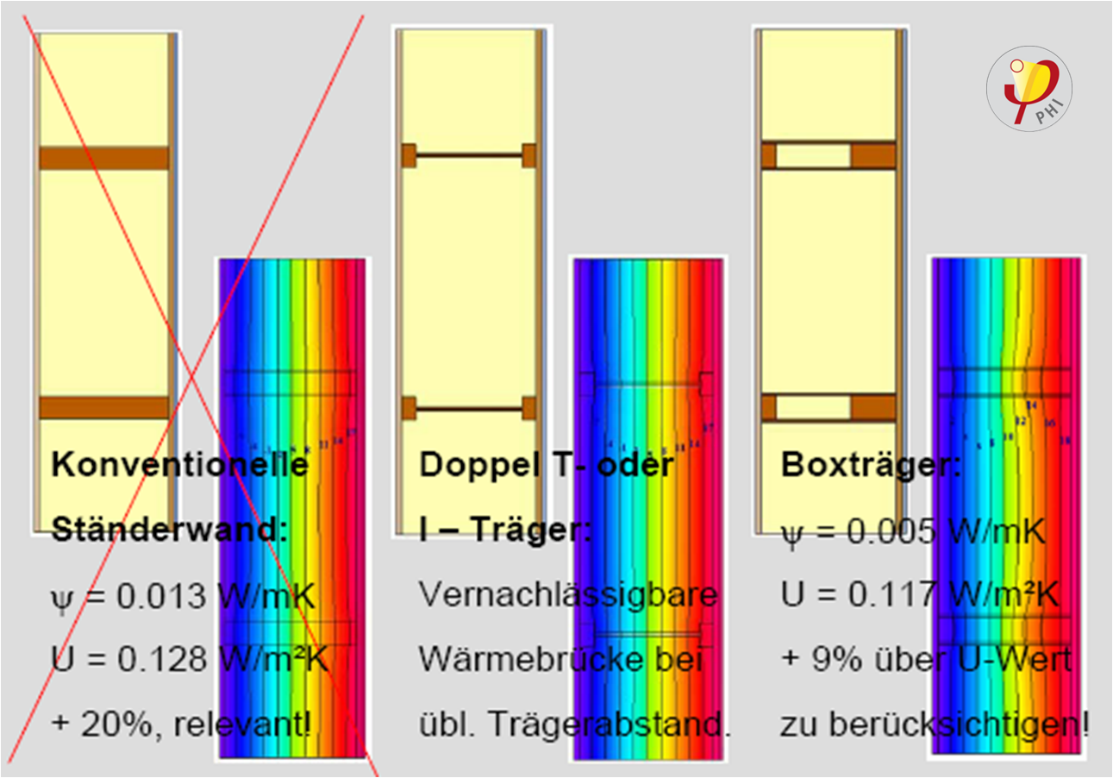 PHI
Konventionelle
Ständerwand:
ψ = 0.013 W/mK
U = 0.128 W/m²K
+ 20%, relevant!
Doppel T- oder
I – Träger:
Vernachlässigbare
Wärmebrücke bei
übl. Trägerabstand.
Boxträger:
ψ = 0.005 W/mK
U = 0.117 W/m²K
+ 9% über U-Wert
zu berücksichtigen!